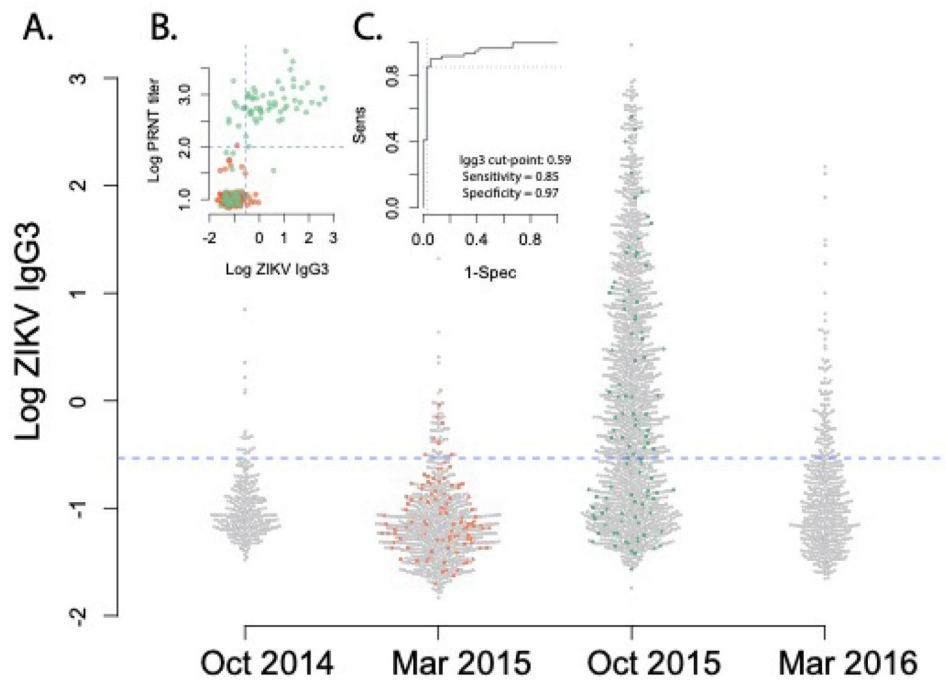 A.
B.
C.
Log ZIKV IgG3
3
2
1
0
-1
-2
Oct 2014
Mar 2015
Oct 2015
Mar 2016
Log PRNT titer
3.0
2.0
1.0
-2 -1 0 1 2 3
Log ZIKV IgG3
Sens
0.8
0.4
0.0
Igg3 cut-point: 0.59
Sensitivity = 0.85
Specificity = 0.97
0.0 0.4 0.8
1-Spec